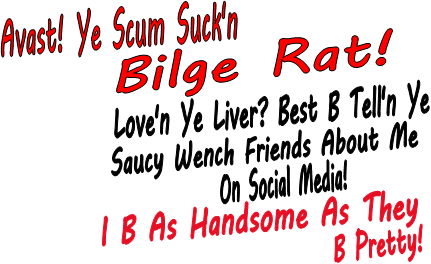 Avast! Ye Scum Suck'n
Bilge Rat!
Love'n Ye Liver? Best B Tell'n Ye
Saucy Wench Friends About Me
On Social Media!
I B As Handsome As They
B Pretty!